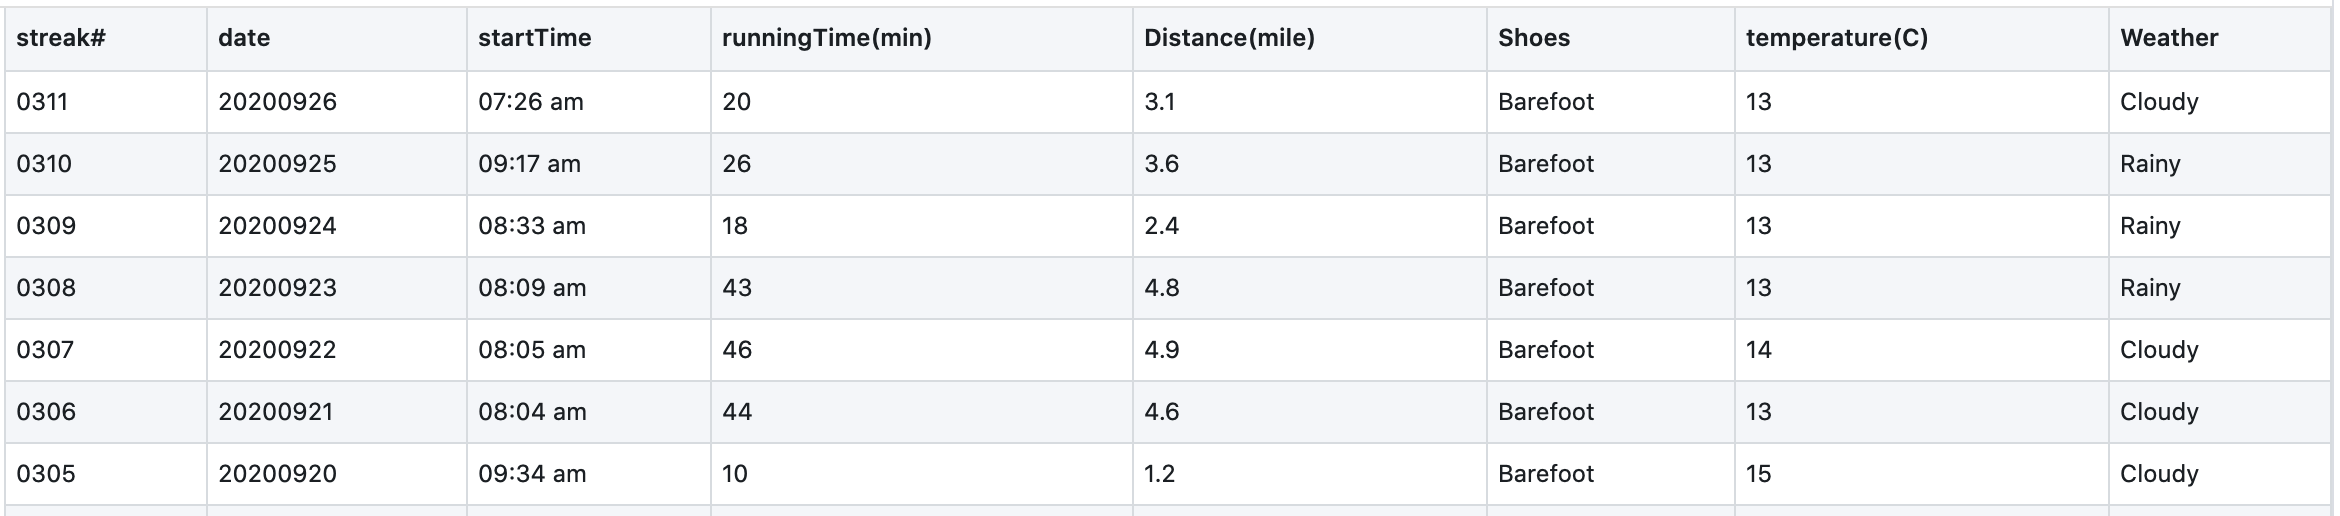 streak# date startTime runningTime(min) Distance(mile) Shoes temperature(C) Weather
0311 20200926 07:26 am 20 3.1 Barefoot 13 Cloudy
0310 20200925 09:17 am 26 3.6 Barefoot 13 Rainy
0309 20200924 08:33 am 18 2.4 Barefoot 13 Rainy
0308 20200923 08:09 am 43 4.8 Barefoot 13 Rainy
0307 20200922 08:05 am 46 4.9 Barefoot 14 Cloudy
0306 20200921 08:04 am 44 4.6 Barefoot 13 Cloudy
0305 20200920 09:34 am 10 1.2 Barefoot 15 Cloudy